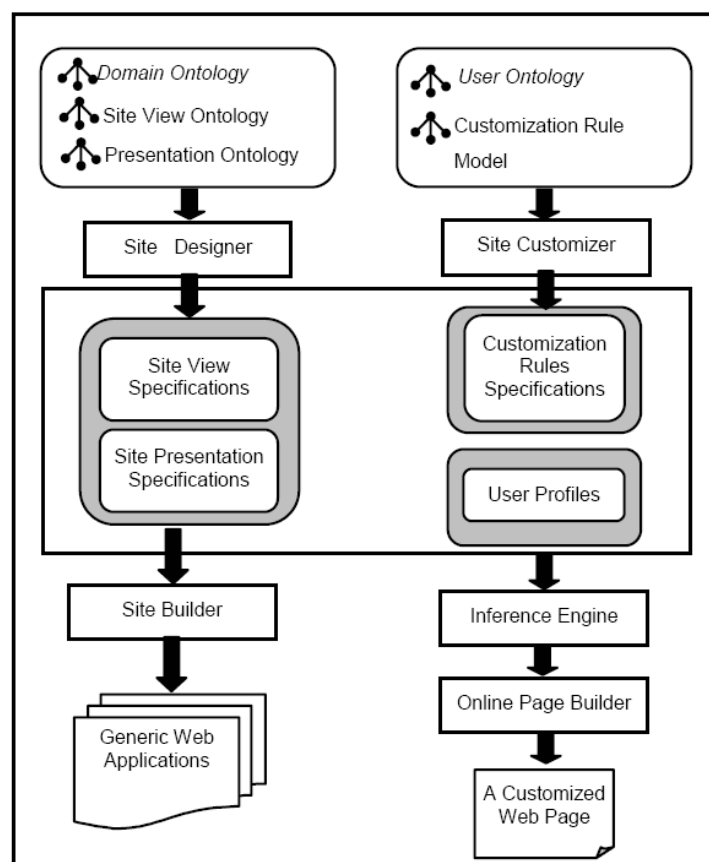 Domain Ontology
Site View Ontology
Presentation Ontology
User Ontology
Customization Rule
Model
Site Designer
Site Customizer
Site View
Specifications
Site Presentation
Specifications
Customization
Rules
Specifications
User Profiles
Site Builder
Inference Engine
Online Page Builder
Generic Web
Applications
A Customized
Web Page